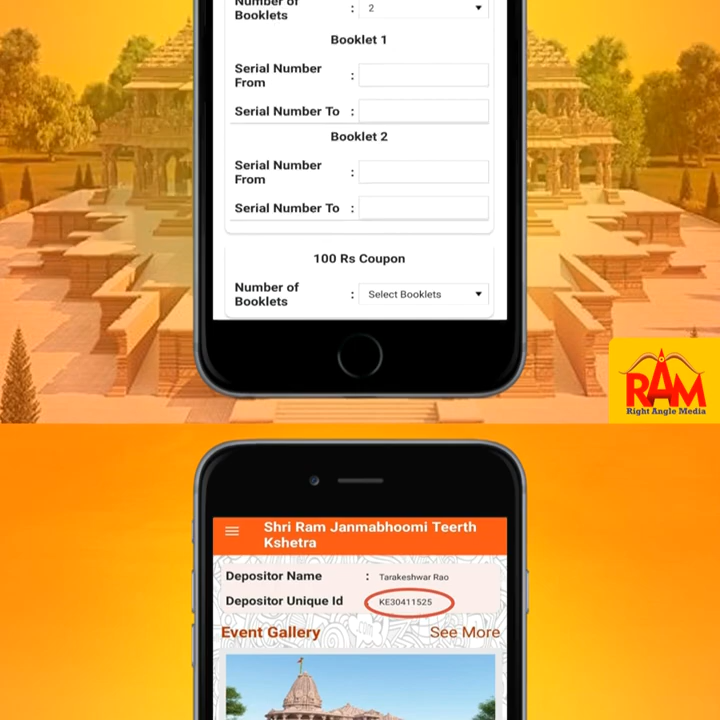 Number of
Booklets : 2
Booklet 1
Serial Number
From :
Serial Number To :
Booklet 2
Serial Number
From :
Serial Number To :
100 Rs Coupon
Number of
Booklets : Select Booklets
RAM
Right Angle Media
Shri Ram Janmabhoomi Teerth
Kshetra
Depositor Name : Tarakeshwar Rao
Depositor Unique Id KE30411525
Event Gallery See More